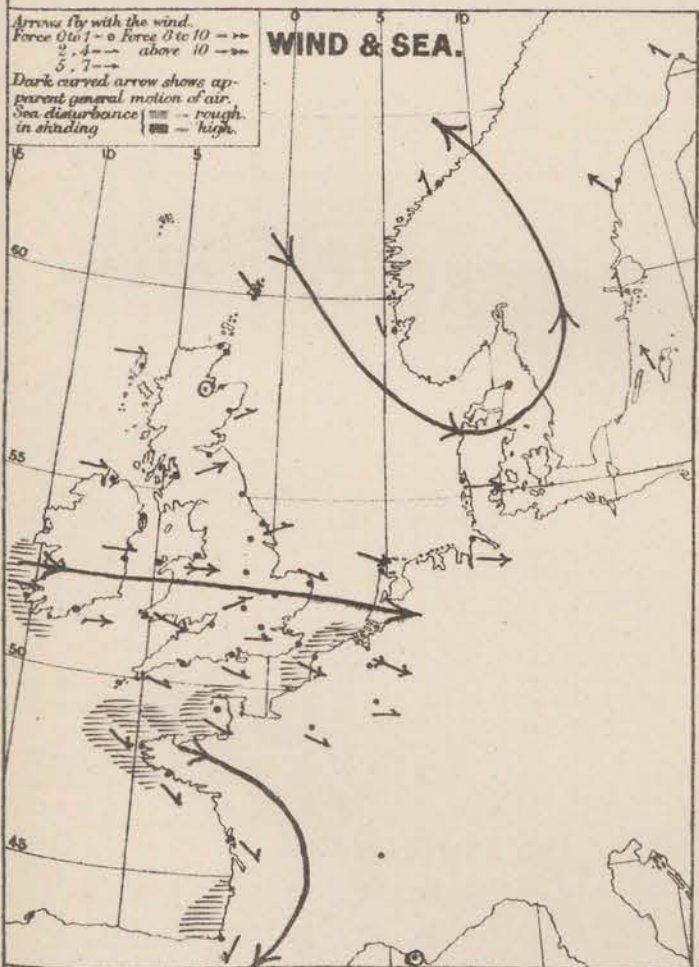 0 10
WIND & SEA.
Arrows fly with the wind.
Force 0 to 1 - o Force 8 to 10 -
2 „ 4 - above 10 -
5 „ 7 -
Dark curved arrow shows ap-
parent general motion of air.
Sea disturbance { - rough.
in shading - high.
15 10 5
60
55
50
45